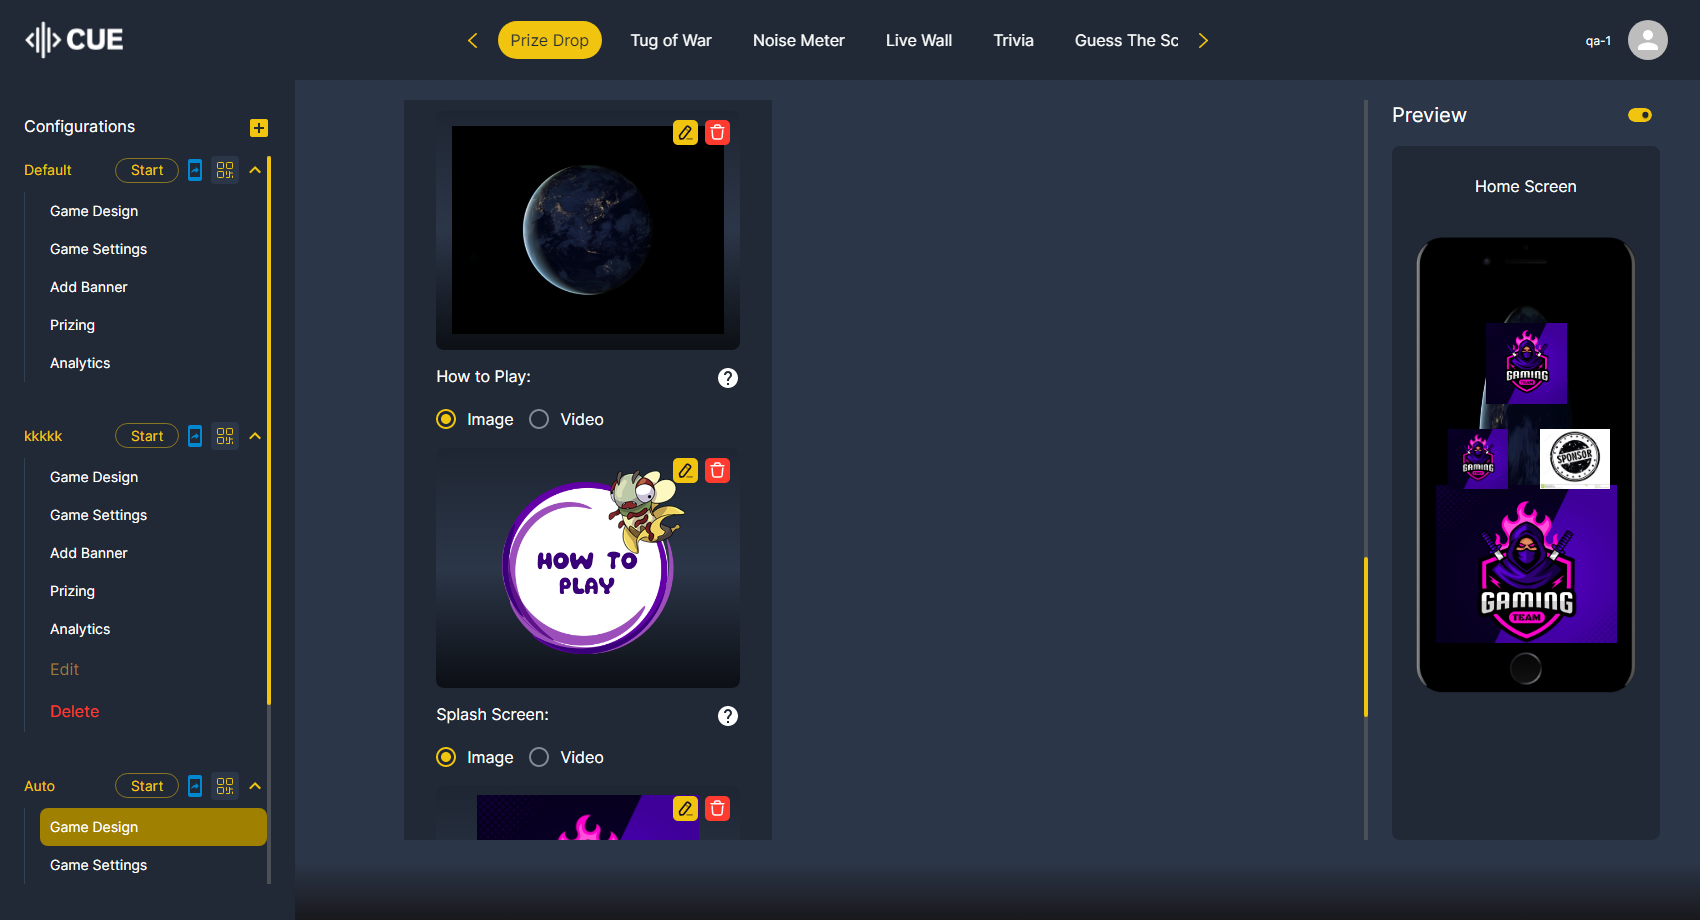 CUE
Prize Drop
Tug of War
Noise Meter
Live Wall
Trivia
Guess The Sc
qa-1
Configurations
Default
Start
Game Design
Game Settings
Add Banner
Prizing
Analytics
kkkkk
Start
Game Design
Game Settings
Add Banner
Prizing
Analytics
Edit
Delete
Auto
Start
Game Design
Game Settings
How to Play:
?
Image
Video
HOW TO
PLAY
Splash Screen:
?
Image
Video
Preview
Home Screen
GAMING
TEAM
GAMING
SPONSOR
GAMING
TEAM